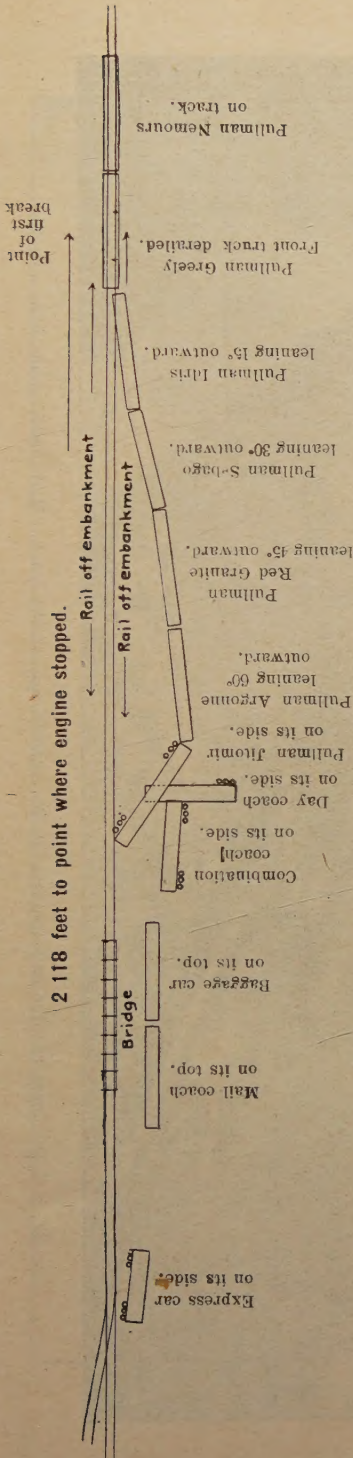 2 118 feet to point where engine stopped.
Point
of
first
break
Rail off embankment
Rail off embankment
Bridge
Express car
on its side.
Mail coach
on its top.
Baggage car
on its top.
Combination
coach]
on its side.
Day coach
on its side.
Pullman Jitomir
on its side.
Pullman Argonne
leaning 60°
outward.
Pullman
Red Granite
leaning 45° outward.
Pullman S-bago
leaning 30° outward.
Pullman Idris
leaning 15° outward.
Pullman Greely
Front truck derailed.
Pullman Nemours
on track.